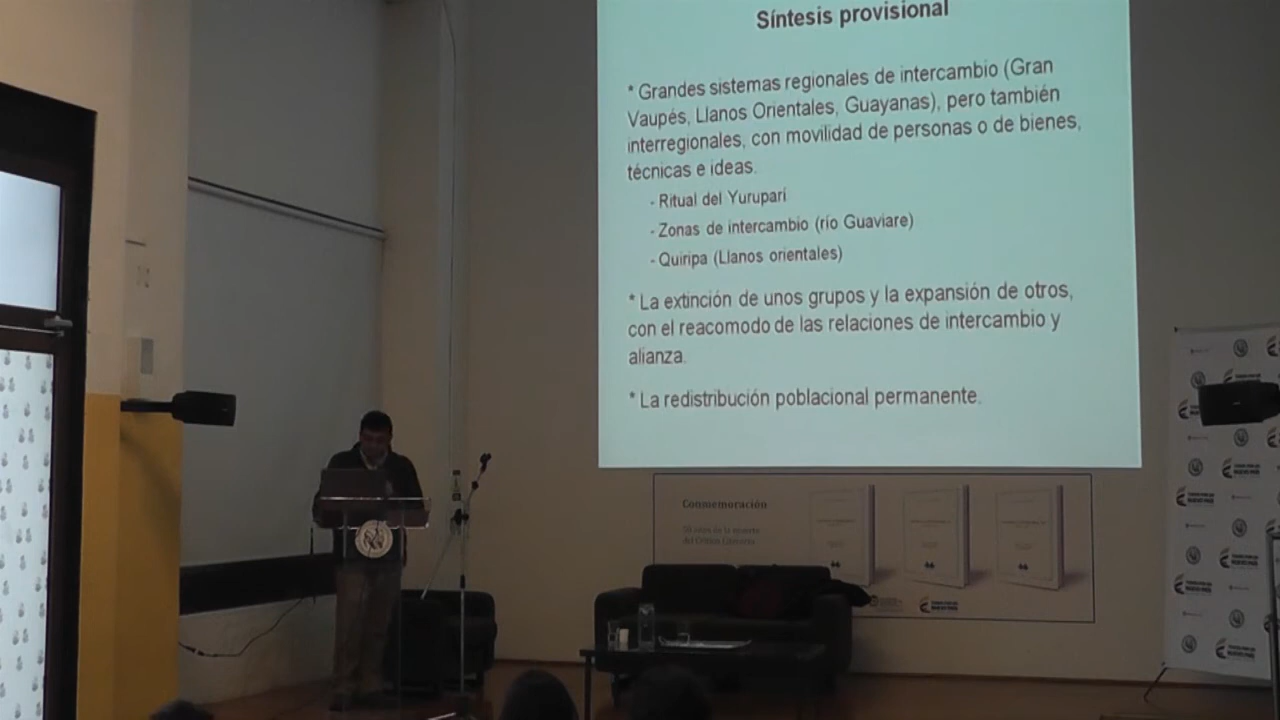 Síntesis provisional
* Grandes sistemas regionales de intercambio (Gran
Vaupés, Llanos Orientales, Guayanas), pero también
interregionales, con movilidad de personas o de bienes,
técnicas e ideas.
- Ritual del Yuruparí
- Zonas de intercambio (río Guaviare)
- Quiripa (Llanos orientales)
* La extinción de unos grupos y la expansión de otros,
con el reacomodo de las relaciones de intercambio y
alianza.
* La redistribución poblacional permanente.
Conmemoración